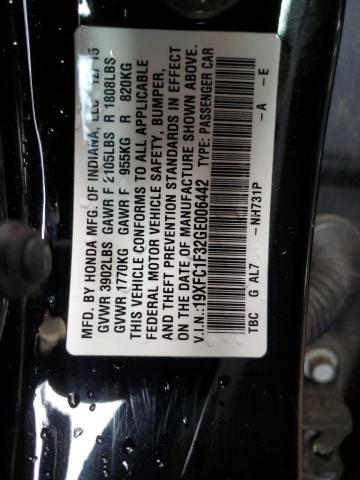 MFD. BY HONDA MFG. OF INDIANA, LLC 12/15
GVWR 3902LBS GAWR F 2105LBS R 1808LBS
GVWR 1770KG GAWR F 955KG R 820KG
THIS VEHICLE CONFORMS TO ALL APPLICABLE
FEDERAL MOTOR VEHICLE SAFETY, BUMPER,
AND THEFT PREVENTION STANDARDS IN EFFECT
ON THE DATE OF MANUFACTURE SHOWN ABOVE.
V.I.N.:19XFC1F32GE006442 TYPE: PASSENGER CAR
TBC G AL7 -NH731P -A -E